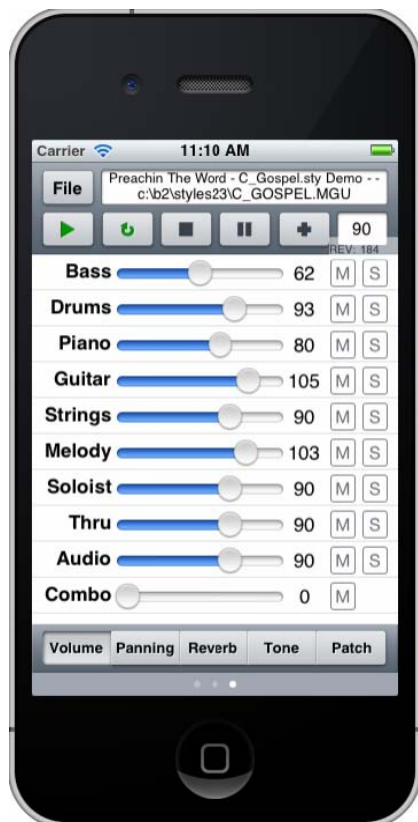 Carrier 11:10 AM
File Preachin The Word - C_Gospel.sty Demo - -
c:\b2\styles23\C_GOSPEL.MGU
90
REV: 184
Bass 62 M S
Drums 93 M S
Piano 80 M S
Guitar 105 M S
Strings 90 M S
Melody 103 M S
Soloist 90 M S
Thru 90 M S
Audio 90 M S
Combo 0 M
Volume Panning Reverb Tone Patch